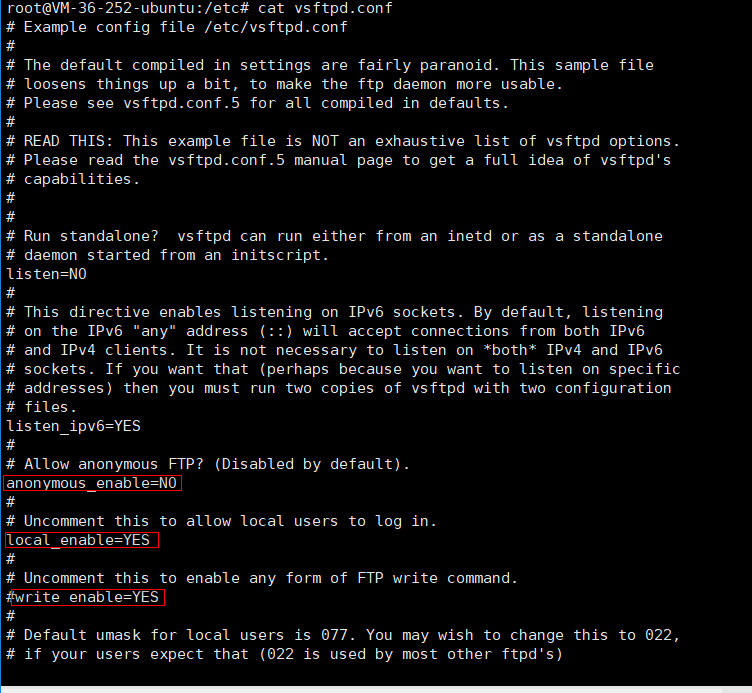 root@VM-36-252-ubuntu:/etc# cat vsftpd.conf
# Example config file /etc/vsftpd.conf
#
# The default compiled in settings are fairly paranoid. This sample file
# loosens things up a bit, to make the ftp daemon more usable.
# Please see vsftpd.conf.5 for all compiled in defaults.
#
# READ THIS: This example file is NOT an exhaustive list of vsftpd options.
# Please read the vsftpd.conf.5 manual page to get a full idea of vsftpd's
# capabilities.
#
#
# Run standalone?  vsftpd can run either from an inetd or as a standalone
# daemon started from an initscript.
listen=NO
#
# This directive enables listening on IPv6 sockets. By default, listening
# on the IPv6 "any" address (::) will accept connections from both IPv6
# and IPv4 clients. It is not necessary to listen on *both* IPv4 and IPv6
# sockets. If you want that (perhaps because you want to listen on specific
# addresses) then you must run two copies of vsftpd with two configuration
# files.
listen_ipv6=YES
#
# Allow anonymous FTP? (Disabled by default).
anonymous_enable=NO
#
# Uncomment this to allow local users to log in.
local_enable=YES
#
# Uncomment this to enable any form of FTP write command.
#write_enable=YES
#
# Default umask for local users is 077. You may wish to change this to 022,
# if your users expect that (022 is used by most other ftpd's)